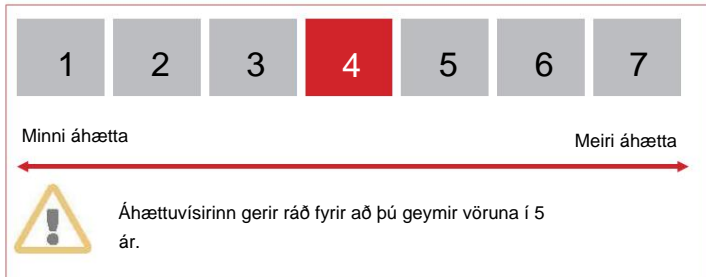 1 2 3 4 5 6 7
Minni áhætta Meiri áhætta
Áhættuvísirinn gerir ráð fyrir að þú geymir vöruna í 5
ár.